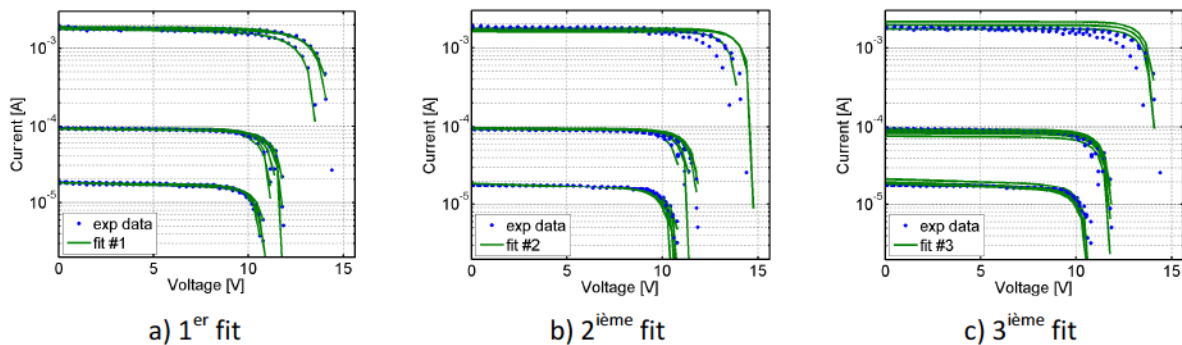 Current [A]
10⁻³
10⁻⁴
10⁻⁵
exp data
fit #1
0 5 10 15
Voltage [V]
a) 1ᵉʳ fit
Current [A]
10⁻³
10⁻⁴
10⁻⁵
exp data
fit #2
0 5 10 15
Voltage [V]
b) 2ⁱᵉ̀ᵐᵉ fit
Current [A]
10⁻³
10⁻⁴
10⁻⁵
exp data
fit #3
0 5 10 15
Voltage [V]
c) 3ⁱᵉ̀ᵐᵉ fit